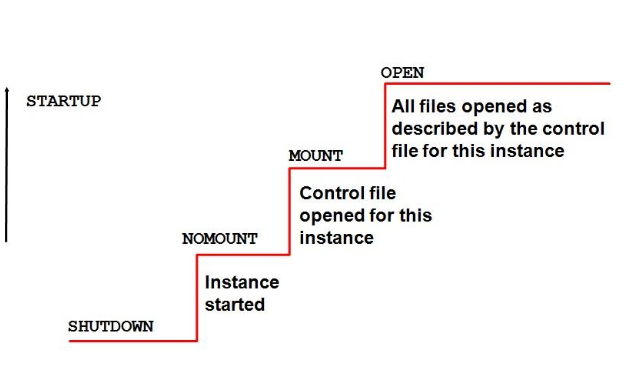 OPEN
STARTUP
All files opened as
described by the control
file for this instance
MOUNT
Control file
opened for this
instance
NOMOUNT
Instance
started
SHUTDOWN